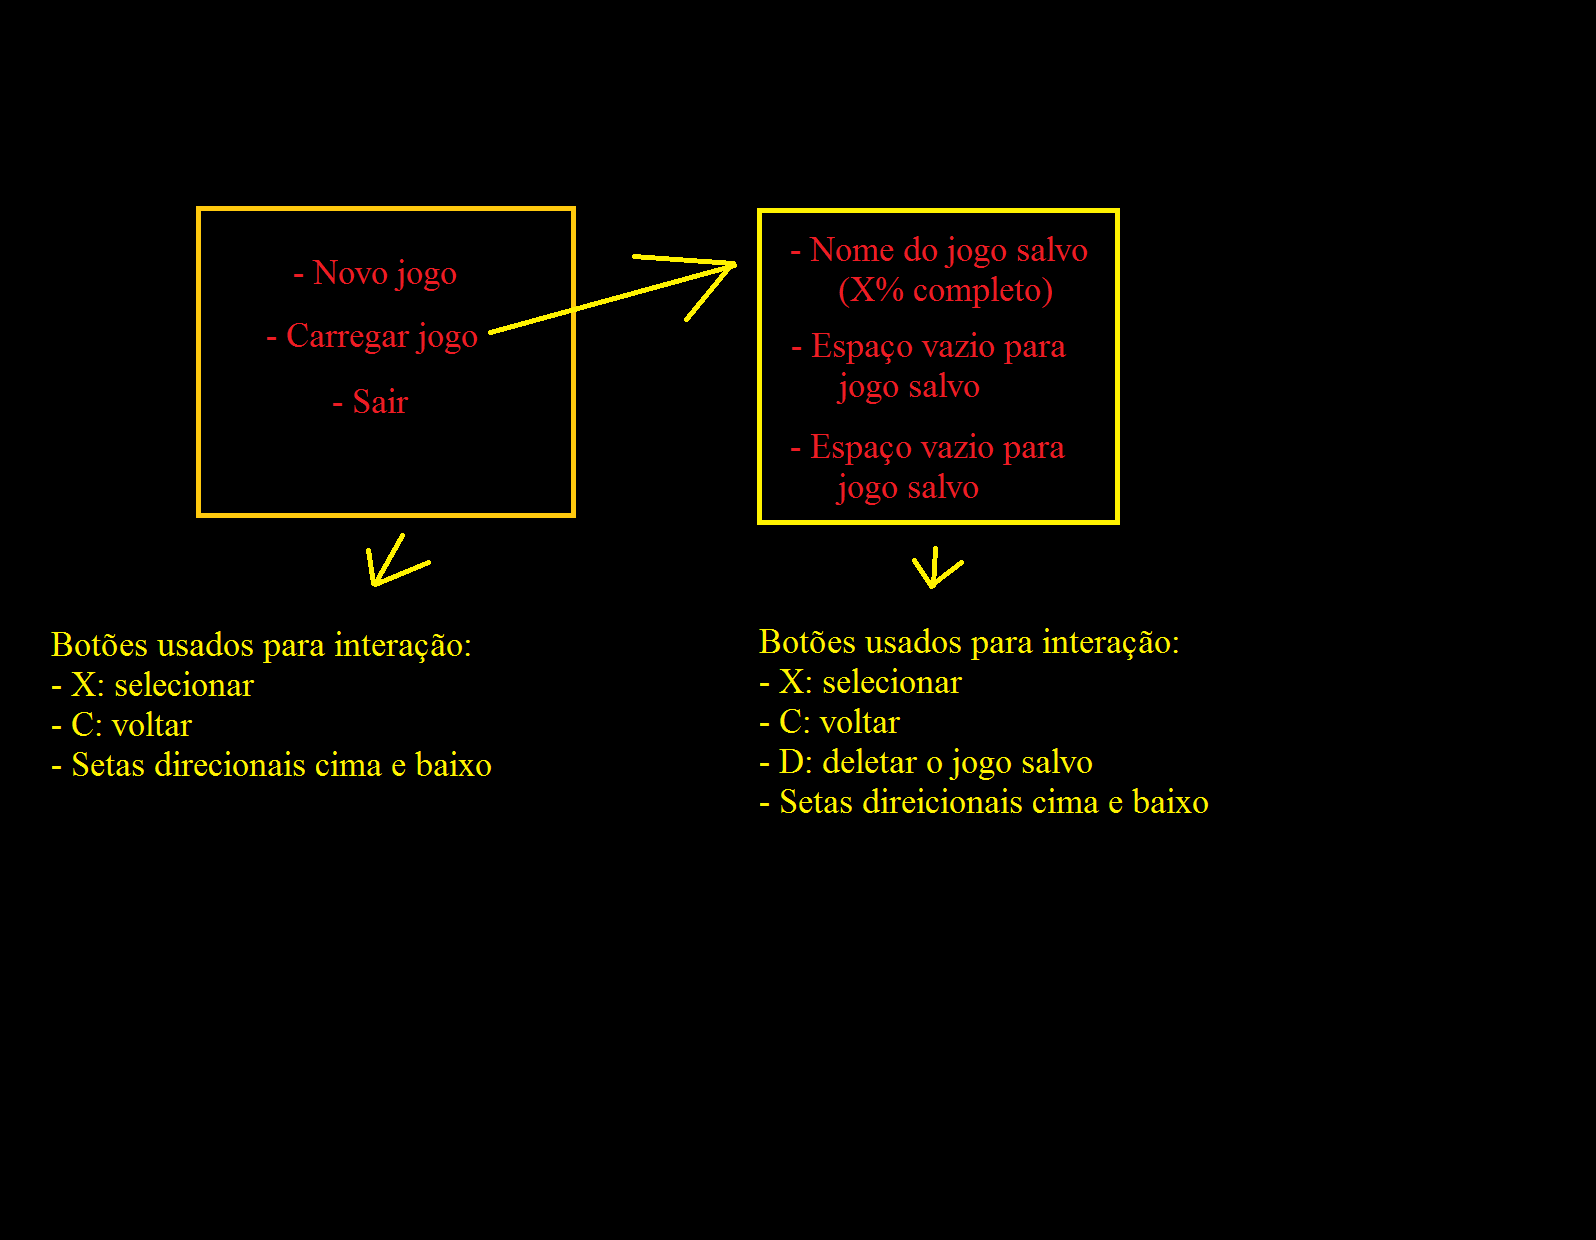 - Novo jogo
- Carregar jogo
- Sair
- Nome do jogo salvo
(X% completo)
- Espaço vazio para
jogo salvo
- Espaço vazio para
jogo salvo
Botões usados para interação:
- X: selecionar
- C: voltar
- Setas direcionais cima e baixo
Botões usados para interação:
- X: selecionar
- C: voltar
- D: deletar o jogo salvo
- Setas direicionais cima e baixo